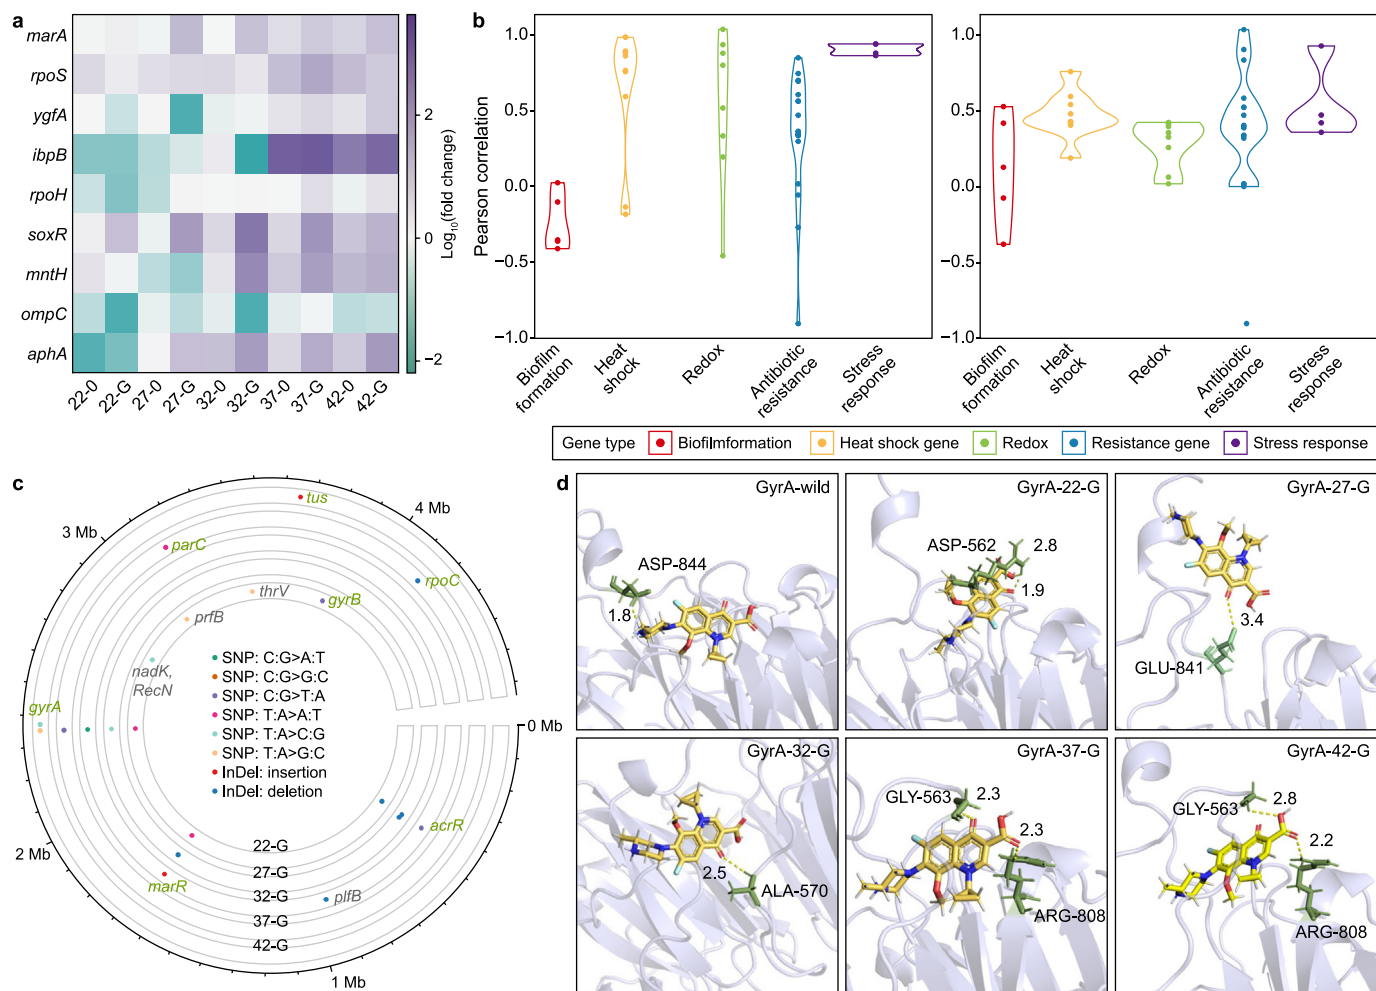 a
marA
rpoS
ygfA
ibpB
rpoH
soxR
mntH
ompC
aphA
22-0
22-G
27-0
27-G
32-0
32-G
37-0
37-G
42-0
42-G
2
0
−2
Log10(fold change)
b
Pearson correlation
1.0
0.5
0.0
−0.5
−1.0
Biofilm
formation
Heat
shock
Redox
Antibiotic
resistance
Stress
response
1.0
0.5
0.0
−0.5
−1.0
Biofilm
formation
Heat
shock
Redox
Antibiotic
resistance
Stress
response
Gene type
Biofilmformation
Heat shock gene
Redox
Resistance gene
Stress response
c
0 Mb
1 Mb
2 Mb
3 Mb
4 Mb
tus
parC
rpoC
thrV
gyrB
prfB
nadK,
RecN
gyrA
SNP: C:G>A:T
SNP: C:G>G:C
SNP: C:G>T:A
SNP: T:A>A:T
SNP: T:A>C:G
SNP: T:A>G:C
InDel: insertion
InDel: deletion
acrR
marR
plfB
22-G
27-G
32-G
37-G
42-G
d
GyrA-wild
ASP-844
1.8
GyrA-22-G
ASP-562
2.8
1.9
GyrA-27-G
3.4
GLU-841
GyrA-32-G
2.5
ALA-570
GyrA-37-G
GLY-563
2.3
2.3
ARG-808
GyrA-42-G
GLY-563
2.8
2.2
ARG-808